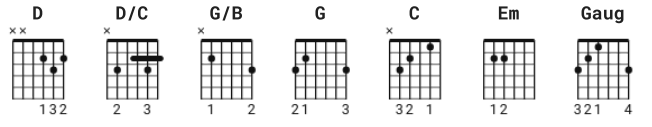 D D/C G/B G C Em Gaug
×× × × ×
132 2 3 1 2 21 3 32 1 12 321 4